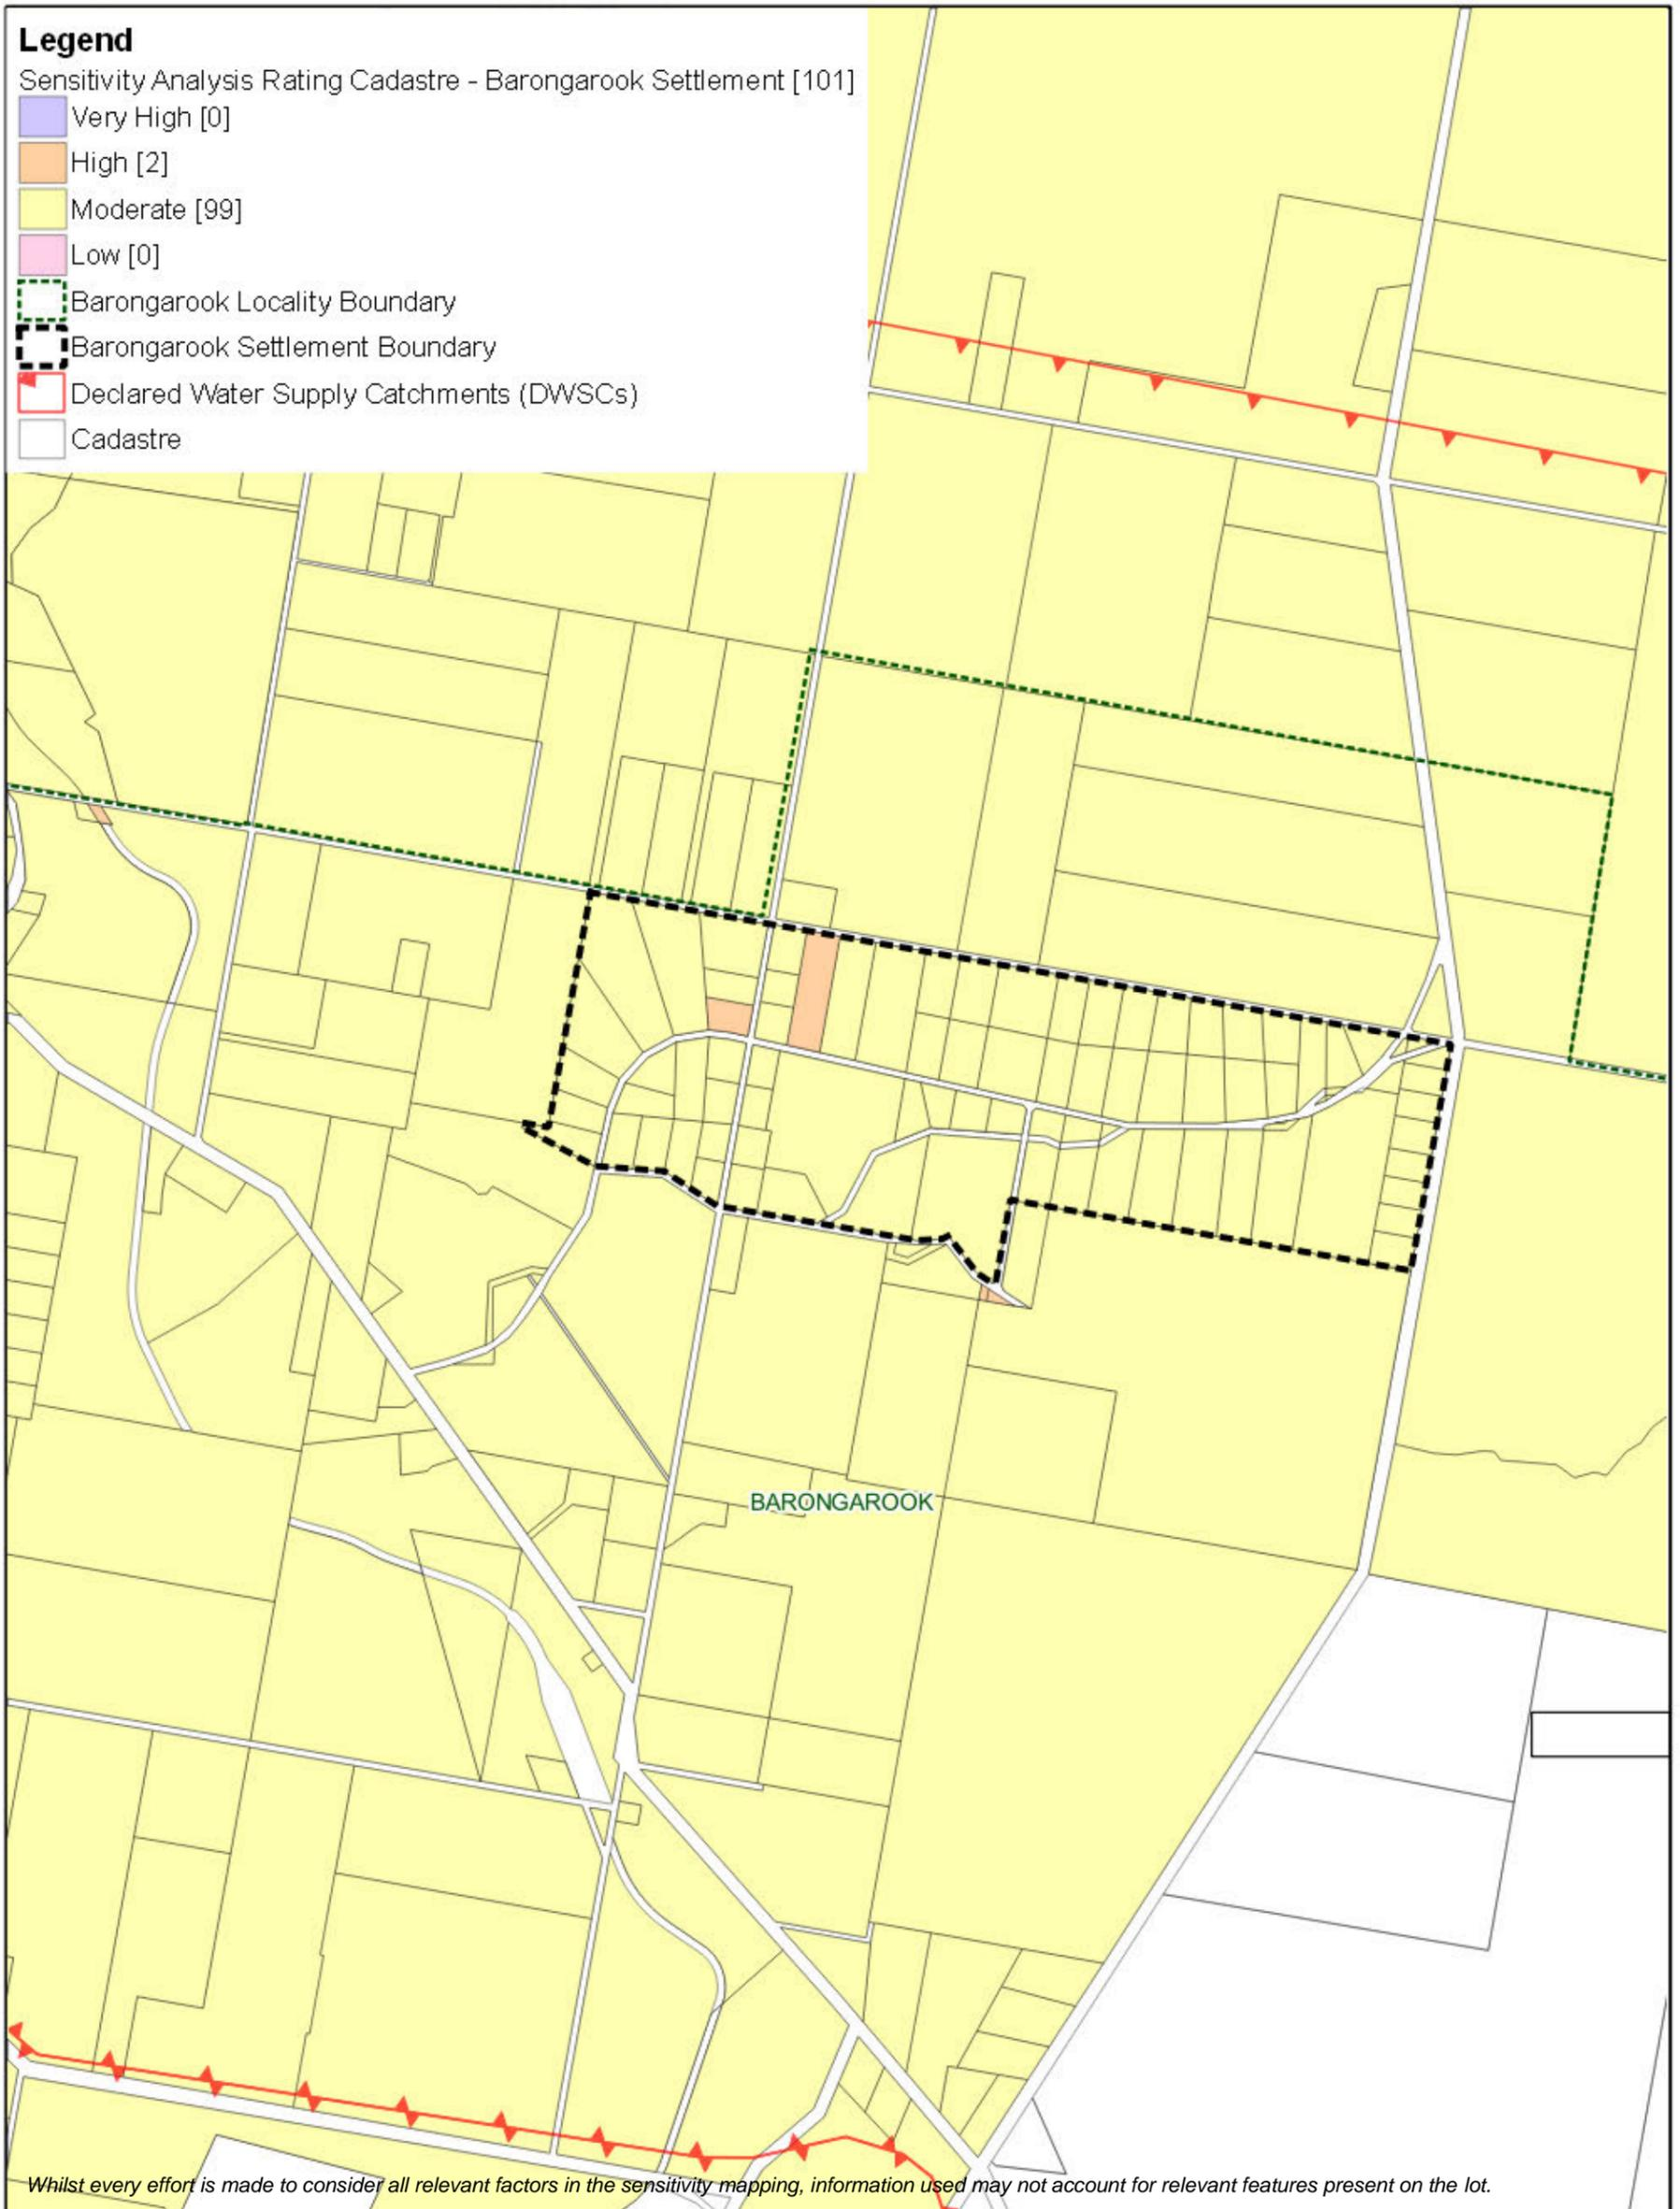 Legend
Sensitivity Analysis Rating Cadastre - Barongarook Settlement [101]
Very High [0]
High [2]
Moderate [99]
Low [0]
Barongarook Locality Boundary
Barongarook Settlement Boundary
Declared Water Supply Catchments (DWSCs)
Cadastre
BARONGAROOK
Whilst every effort is made to consider all relevant factors in the sensitivity mapping, information used may not account for relevant features present on the lot.